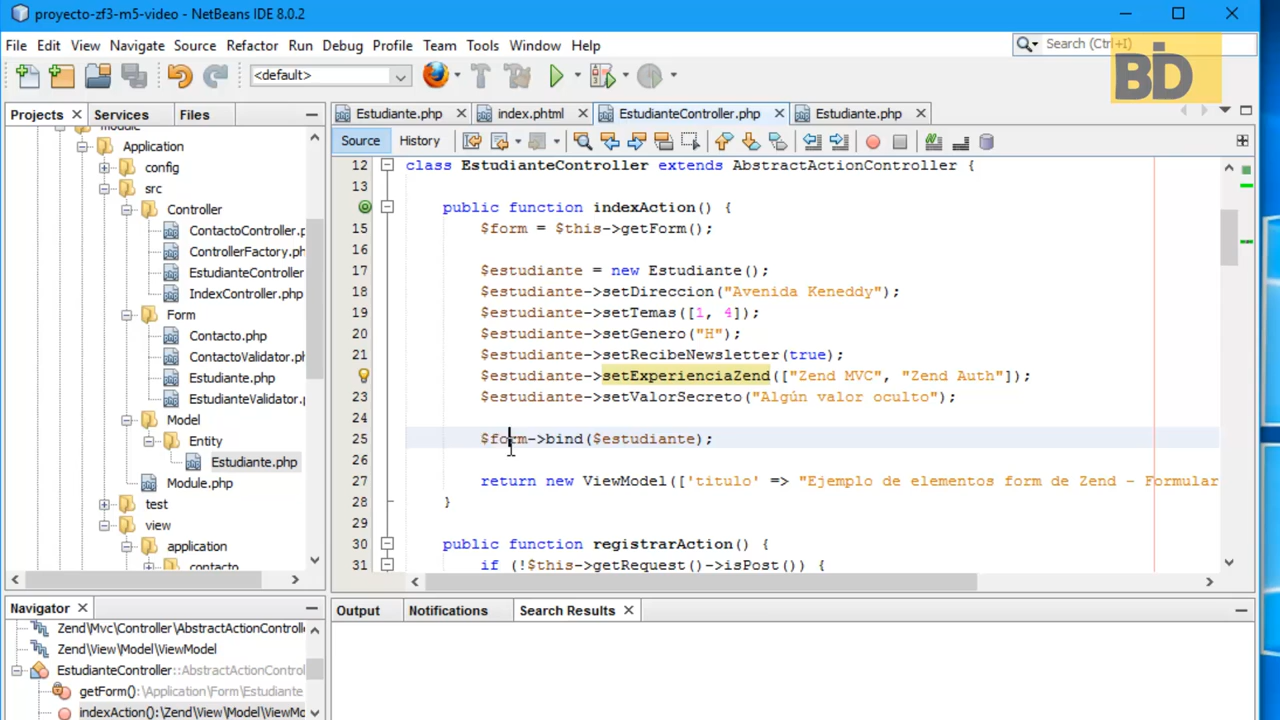 proyecto-zf3-m5-video - NetBeans IDE 8.0.2
File Edit View Navigate Source Refactor Run Debug Profile Team Tools Window Help
Search (Ctrl+I)
BD
<default>
Projects Services Files
Estudiante.php index.phtml EstudianteController.php Estudiante.php
Source History
module
Application
config
src
Controller
ContactoController.p
ControllerFactory.ph
EstudianteController
IndexController.php
Form
Contacto.php
ContactoValidator.ph
Estudiante.php
EstudianteValidator.
Model
Entity
Estudiante.php
Module.php
test
view
application
contacto
12 class EstudianteController extends AbstractActionController {
13
14 public function indexAction() {
15 $form = $this->getForm();
16
17 $estudiante = new Estudiante();
18 $estudiante->setDireccion("Avenida Keneddy");
19 $estudiante->setTemas([1, 4]);
20 $estudiante->setGenero("H");
21 $estudiante->setRecibeNewsletter(true);
22 $estudiante->setExperienciaZend(["Zend MVC", "Zend Auth"]);
23 $estudiante->setValorSecreto("Algún valor oculto");
24
25 $form->bind($estudiante);
26
27 return new ViewModel(['titulo' => "Ejemplo de elementos form de Zend - Formular
28 }
29
30 public function registrarAction() {
31 if (!$this->getRequest()->isPost()) {
Navigator
Zend\Mvc\Controller\AbstractActionControll
Zend\View\Model\ViewModel
EstudianteController::AbstractActionControl
getForm():\Application\Form\Estudiante
indexAction():\Zend\View\Model\ViewMo
Output Notifications Search Results